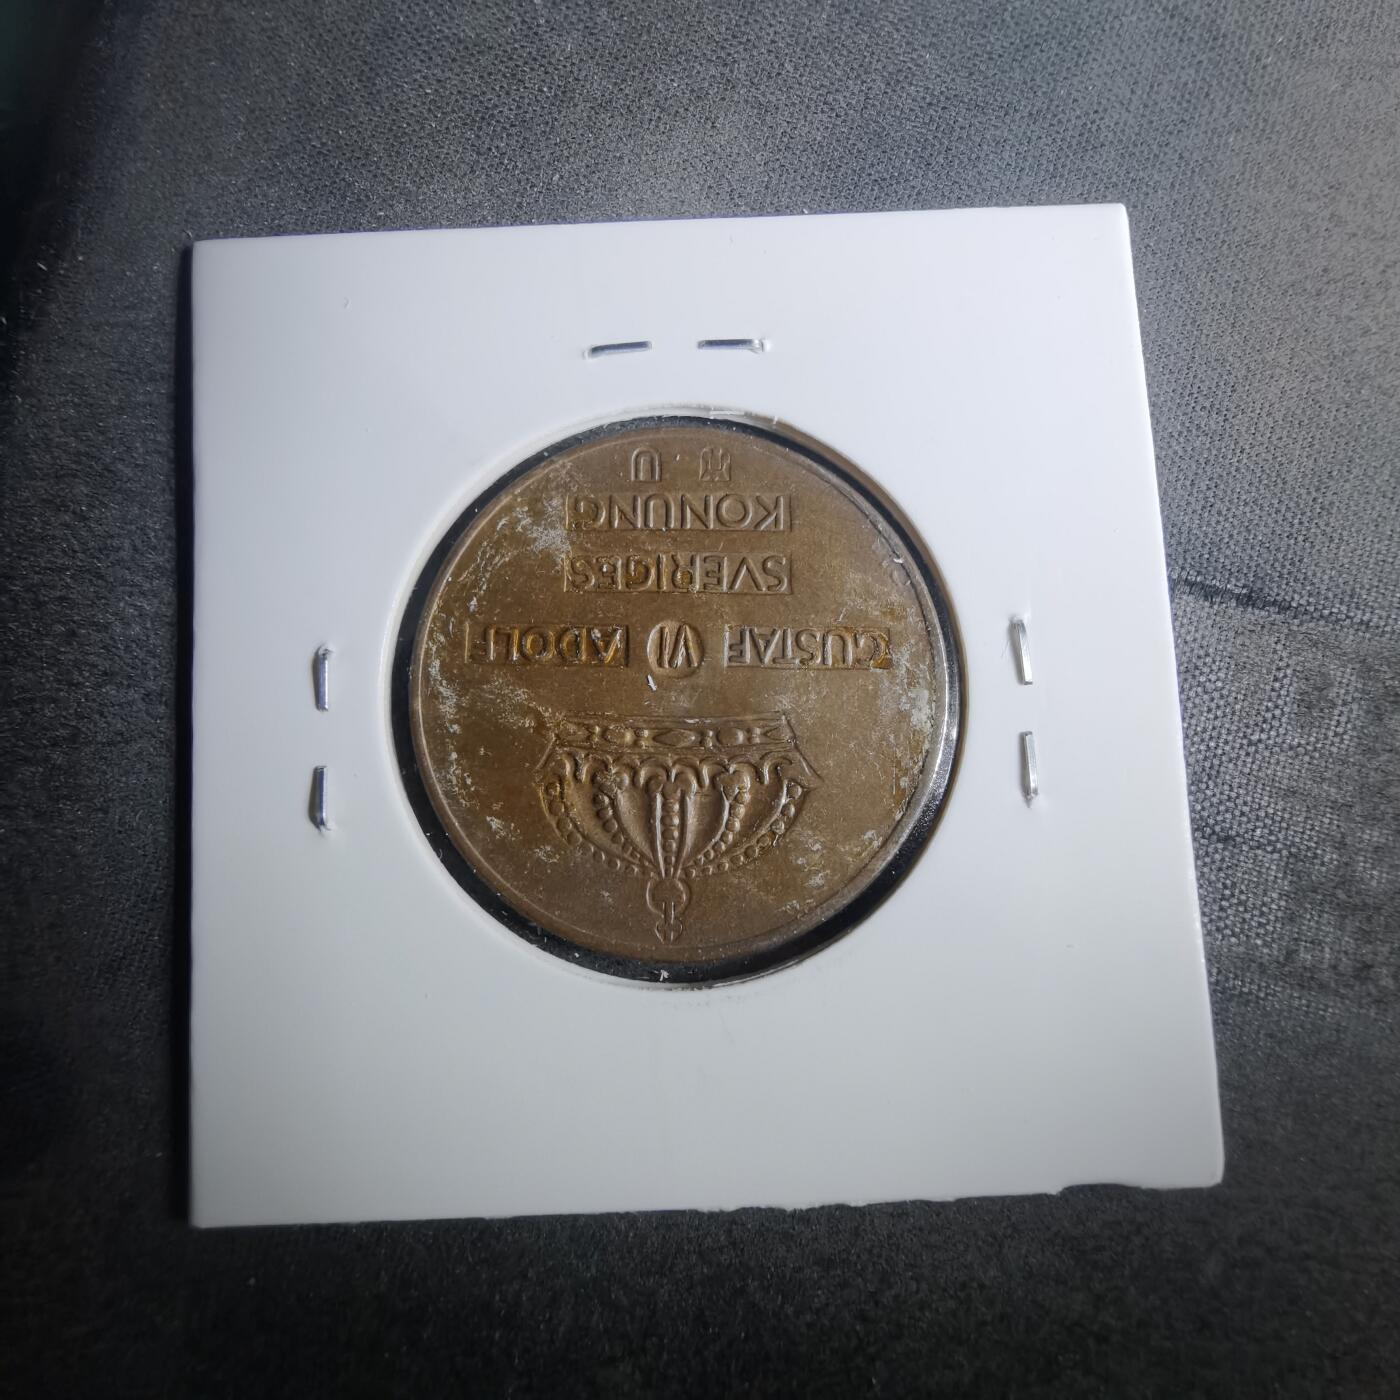 GUSTAF VI ADOLF
SVERIGES
KONUNG
U